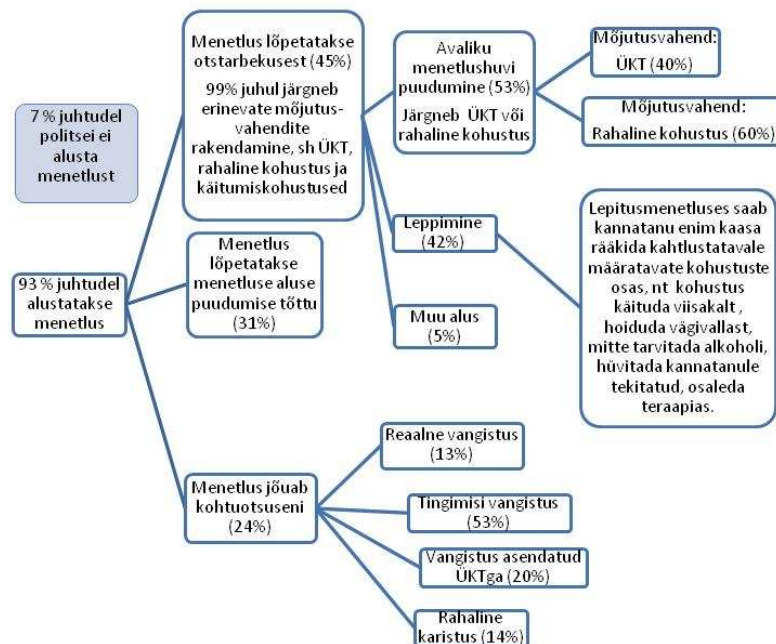 7 % juhtudel
politsei ei
alusta
menetlust
93 % juhtudel
alustatakse
menetlus
Menetlus lõpetatakse
otstarbekusest (45%)
99% juhul järgneb
erinevate mõjutus-
vahendite
rakendamine, sh ÜKT,
rahaline kohustus ja
käitumiskohustused
Menetlus
lõpetatakse
menetluse aluse
puudumise tõttu
(31%)
Menetlus jõuab
kohtuotsuseni
(24%)
Avaliku
menetlushuvi
puudumine (53%)
Järgneb ÜKT või
rahaline kohustus
Leppimine
(42%)
Muu alus
(5%)
Mõjutusvahend:
ÜKT (40%)
Mõjutusvahend:
Rahaline kohustus (60%)
Lepitusmenetluses saab
kannatanu enim kaasa
rääkida kahtlustatavale
määratavate kohustuste
osas, nt kohustus
käituda viisakalt ,
hoiduda vägivallast,
mitte tarvitada alkoholi,
hüvitada kannatanule
tekitatud, osaleda
teraapias.
Reaalne vangistus
(13%)
Tingimisi vangistus
(53%)
Vangistus asendatud
ÜKTga (20%)
Rahaline
karistus (14%)